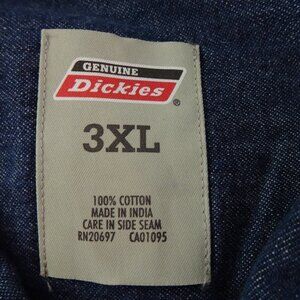 GENUINE
Dickies
®
3XL
100% COTTON
MADE IN INDIA
CARE IN SIDE SEAM
RN20697 CA01095